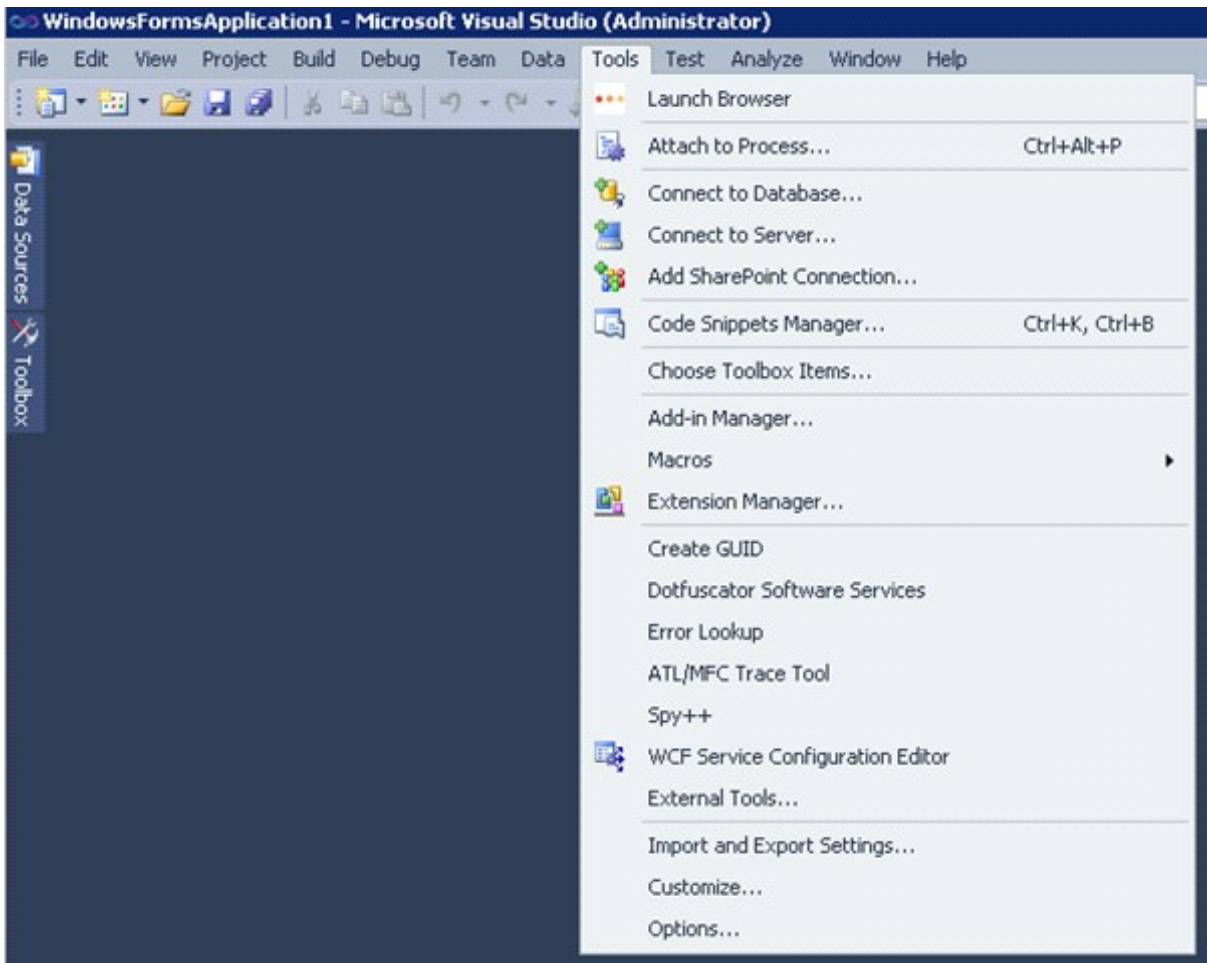 WindowsFormsApplication1 - Microsoft Visual Studio (Administrator)
File Edit View Project Build Debug Team Data Tools Test Analyze Window Help
Launch Browser
Attach to Process... Ctrl+Alt+P
Connect to Database...
Connect to Server...
Add SharePoint Connection...
Code Snippets Manager... Ctrl+K, Ctrl+B
Choose Toolbox Items...
Add-in Manager...
Macros
Extension Manager...
Create GUID
Dotfuscator Software Services
Error Lookup
ATL/MFC Trace Tool
Spy++
WCF Service Configuration Editor
External Tools...
Import and Export Settings...
Customize...
Options...
Data Sources
Toolbox